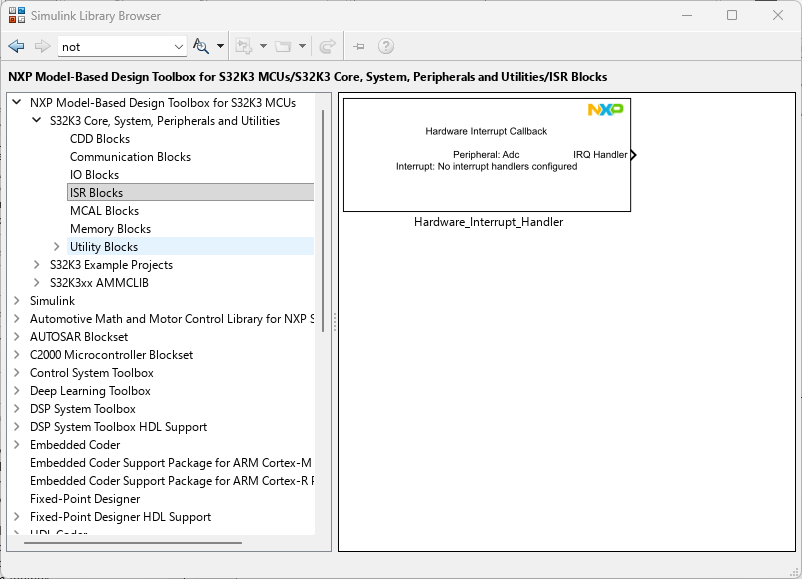 Simulink Library Browser
not
NXP Model-Based Design Toolbox for S32K3 MCUs/S32K3 Core, System, Peripherals and Utilities/ISR Blocks
NXP Model-Based Design Toolbox for S32K3 MCUs
S32K3 Core, System, Peripherals and Utilities
CDD Blocks
Communication Blocks
IO Blocks
ISR Blocks
MCAL Blocks
Memory Blocks
Utility Blocks
S32K3 Example Projects
S32K3xx AMMCLIB
Simulink
Automotive Math and Motor Control Library for NXP S
AUTOSAR Blockset
C2000 Microcontroller Blockset
Control System Toolbox
Deep Learning Toolbox
DSP System Toolbox
DSP System Toolbox HDL Support
Embedded Coder
Embedded Coder Support Package for ARM Cortex-M
Embedded Coder Support Package for ARM Cortex-R
Fixed-Point Designer
Fixed-Point Designer HDL Support
HDL Coder
NXP
Hardware Interrupt Callback
Peripheral: Adc
IRQ Handler
Interrupt: No interrupt handlers configured
Hardware_Interrupt_Handler